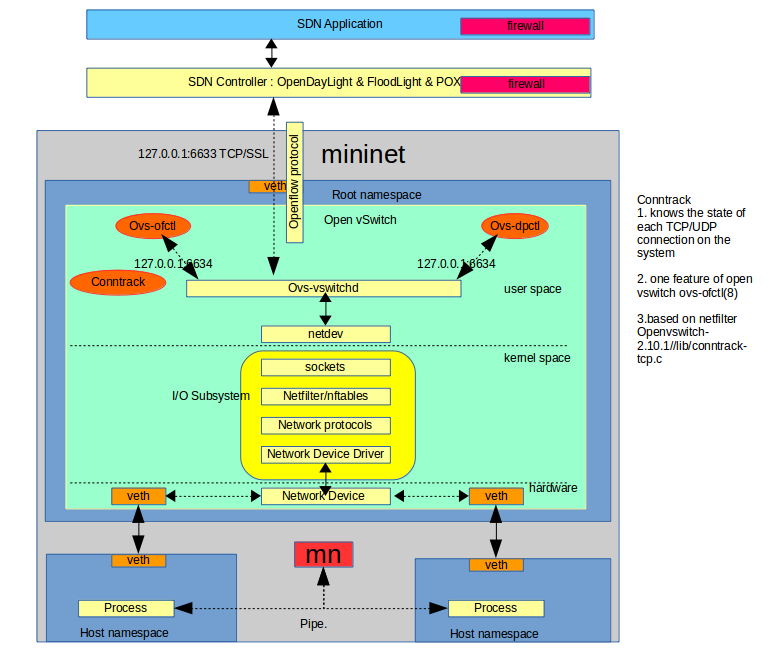 SDN Application
firewall
SDN Controller : OpenDayLight & FloodLight & POX
firewall
127.0.0.1:6633 TCP/SSL
mininet
Openflow protocol
veth
Root namespace
Open vSwitch
Ovs-ofctl
Ovs-dpctl
127.0.0.1:6634
127.0.0.1:6634
Conntrack
Ovs-vswitchd
user space
netdev
kernel space
sockets
I/O Subsystem
Netfilter/nftables
Network protocols
Network Device Driver
hardware
veth
Network Device
veth
mn
veth
veth
Process
Process
Pipe.
Host namespace
Host namespace
Conntrack
1. knows the state of
each TCP/UDP
connection on the
system
2. one feature of open
vswitch ovs-ofctl(8)
3.based on netfilter
Openvswitch-
2.10.1//lib/conntrack-
tcp.c